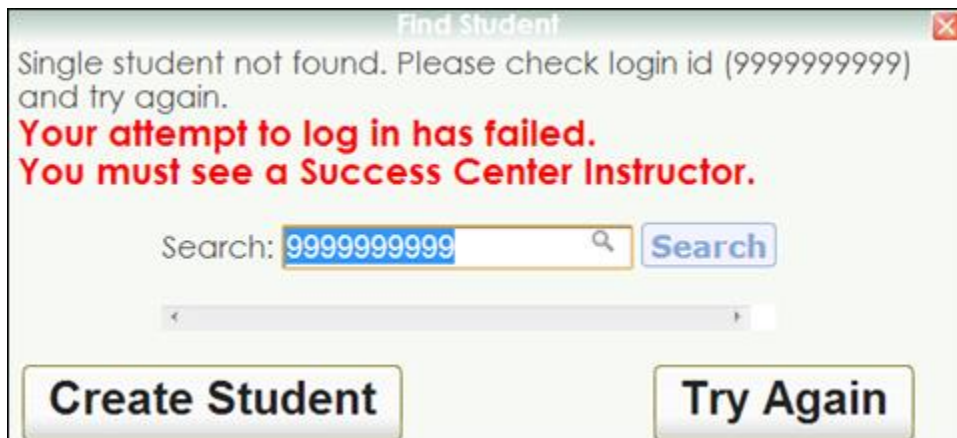 Find Student
Single student not found. Please check login id (9999999999)
and try again.
Your attempt to log in has failed.
You must see a Success Center Instructor.
Search: 9999999999 Search
Create Student Try Again